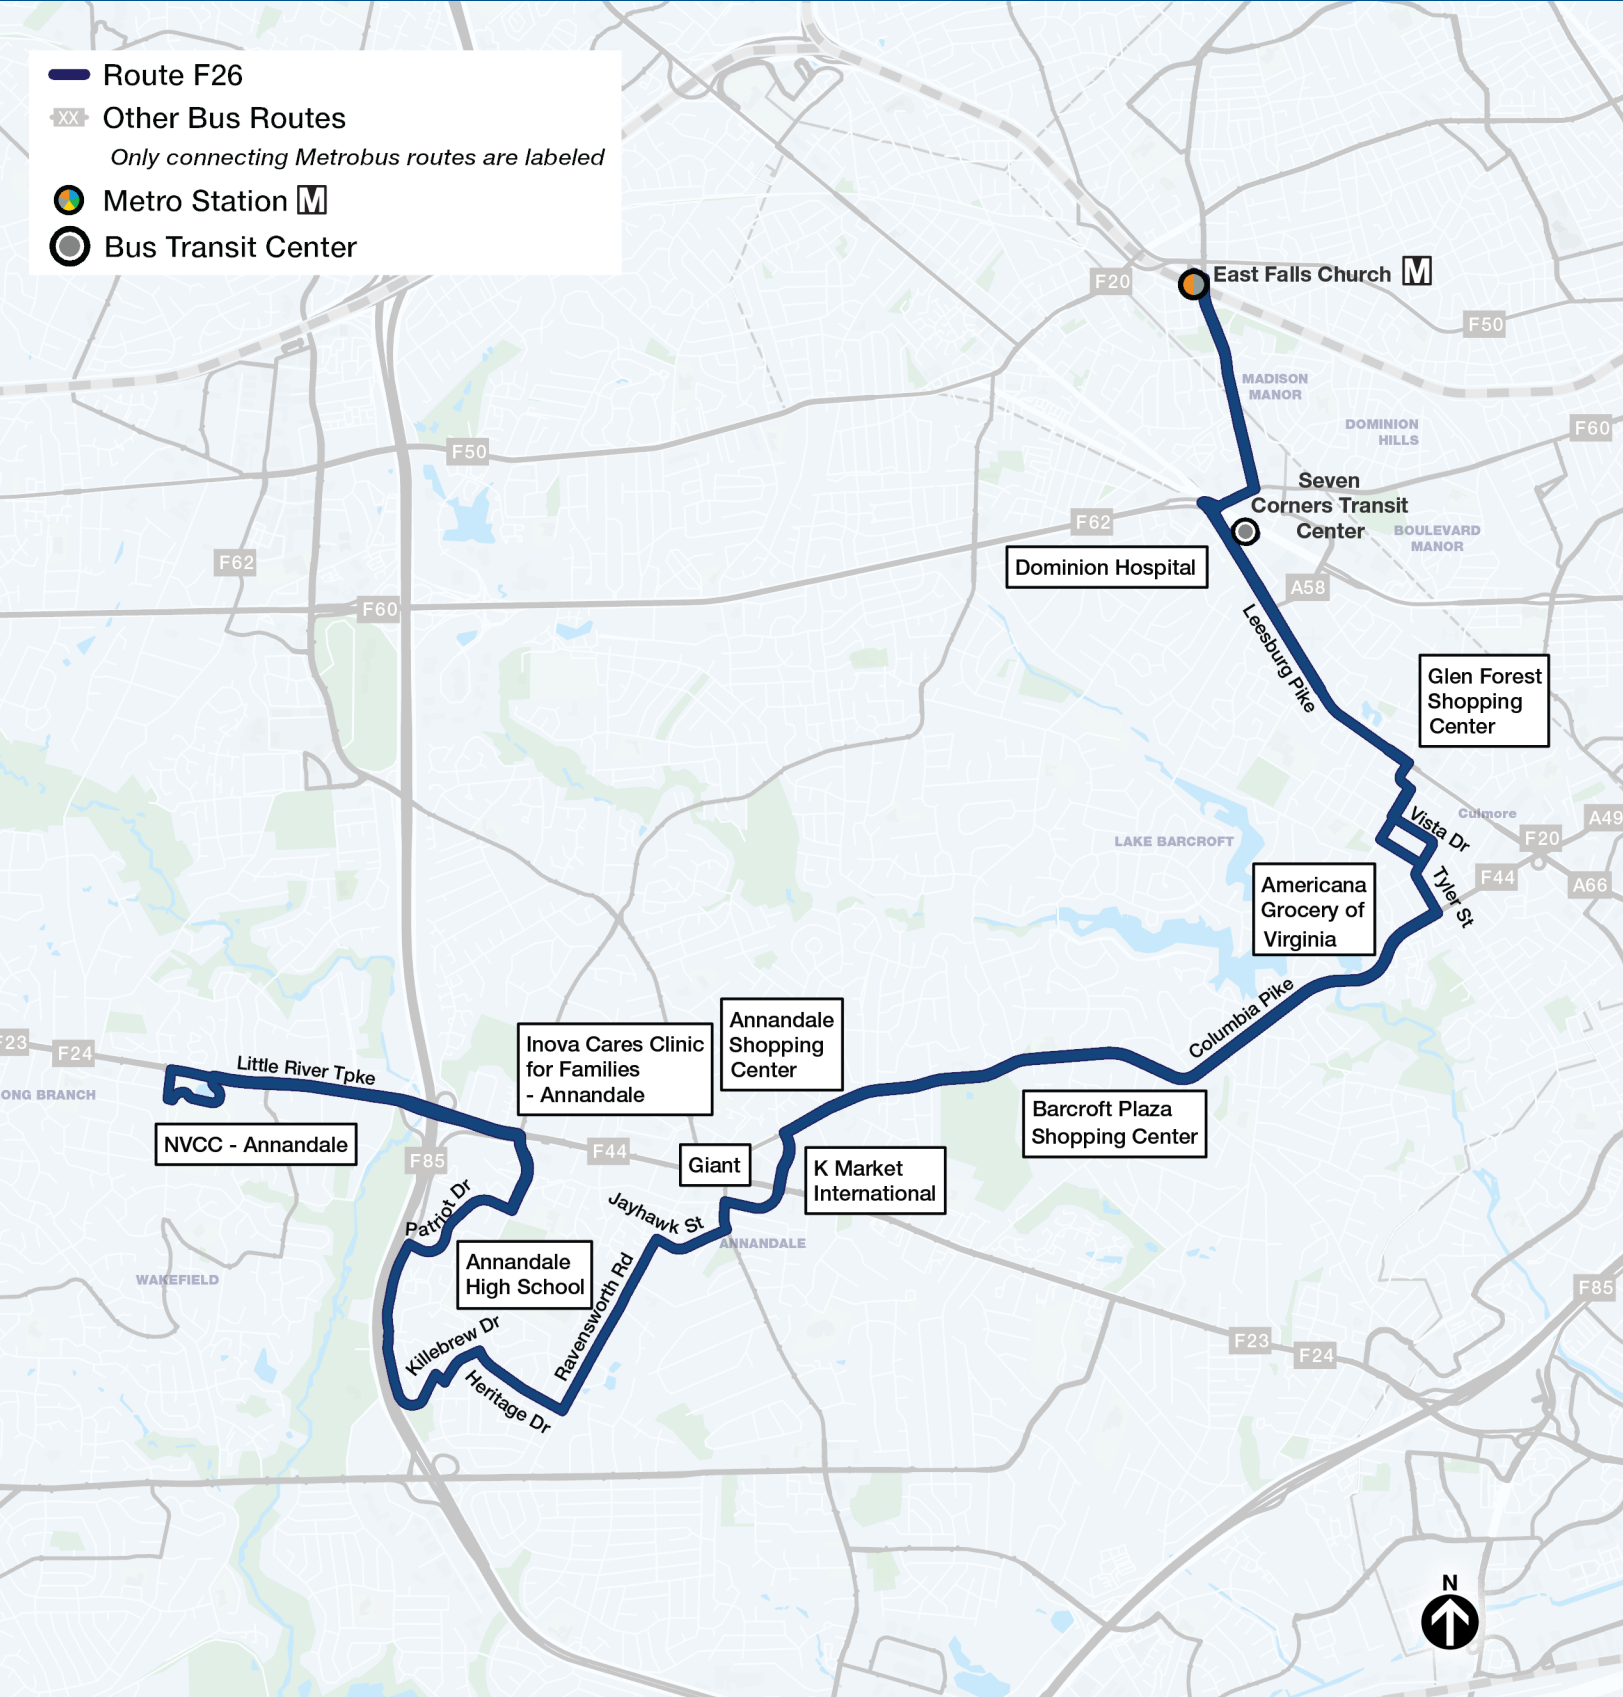 Route F26
XX Other Bus Routes
Only connecting Metrobus routes are labeled
Metro Station M
Bus Transit Center
East Falls Church M
F20
F50
MADISON
MANOR
DOMINION
HILLS
F60
F50
Seven
Corners Transit
Center
F62
BOULEVARD
MANOR
F62
Dominion Hospital
A58
F60
Leesburg Pike
Glen Forest
Shopping
Center
Culmore
A49
Vista Dr
F20
LAKE BARCROFT
F44
A66
Tyler St
Americana
Grocery of
Virginia
Columbia Pike
Annandale
Shopping
Center
Inova Cares Clinic
for Families
- Annandale
F23
F24
Little River Tpke
ONG BRANCH
Barcroft Plaza
Shopping Center
NVCC - Annandale
F85
F44
Giant
K Market
International
Patriot Dr
Jayhawk St
ANNANDALE
Annandale
High School
WAKEFIELD
Ravensworth Rd
F85
Killebrew Dr
F23
F24
Heritage Dr
N